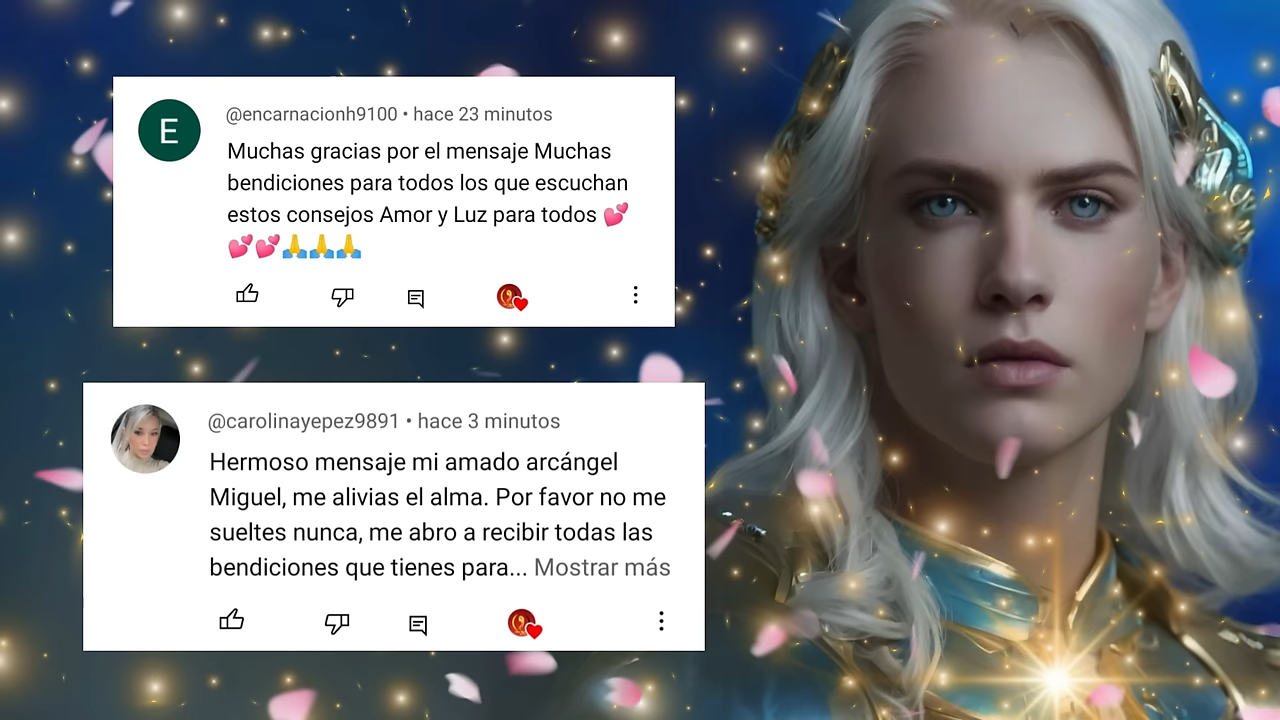 E
@encarnacionh9100 • hace 23 minutos
Muchas gracias por el mensaje Muchas
bendiciones para todos los que escuchan
estos consejos Amor y Luz para todos 💕
💕💕🙏🙏🙏
@carolinayepez9891 • hace 3 minutos
Hermoso mensaje mi amado arcángel
Miguel, me alivias el alma. Por favor no me
sueltes nunca, me abro a recibir todas las
bendiciones que tienes para... Mostrar más